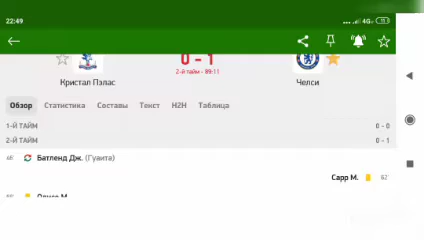 22:49
4G
0 - 1
2-й тайм - 89:11
Кристал Пэлас
Челси
Обзор Статистика Составы Текст H2H Таблица
1-Й ТАЙМ 0 - 0
2-Й ТАЙМ 0 - 1
Батленд Дж. (Гуаита)
Сарр М. 62'